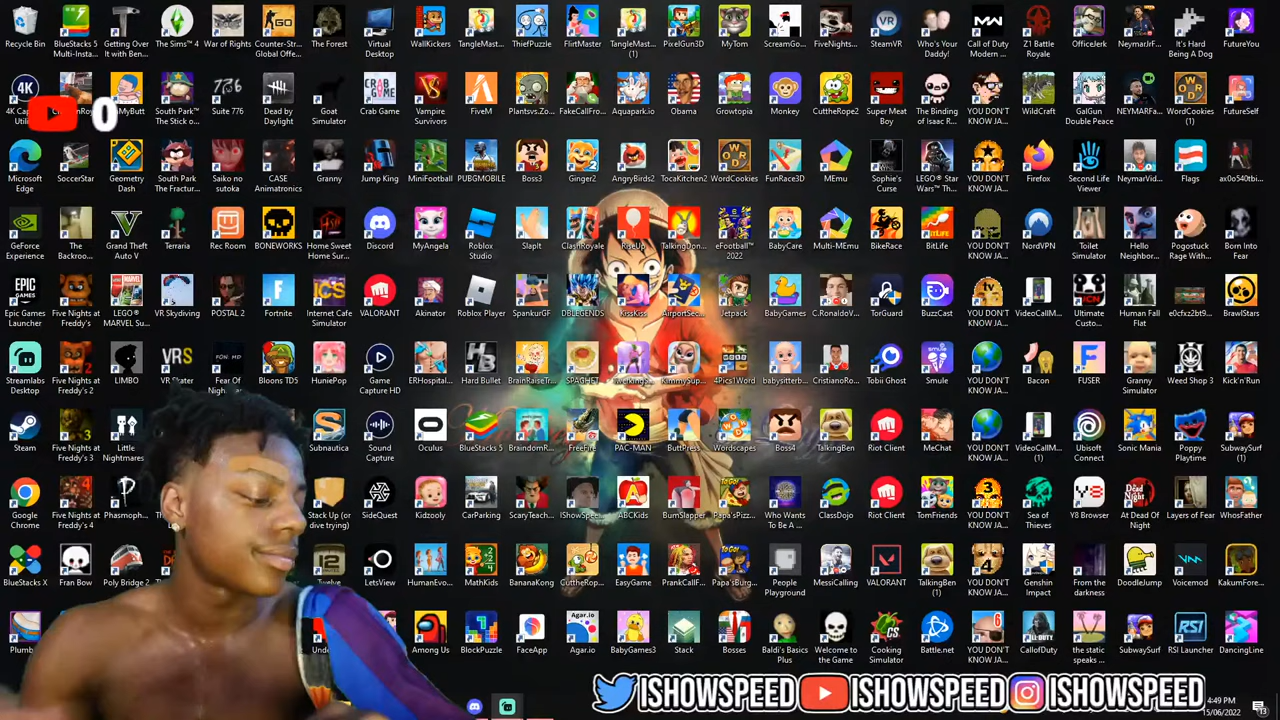 Recycle Bin
BlueStacks 5 Multi-Insta...
Getting Over It with Ben...
The Sims™ 4
War of Rights
Counter-Str... Global Offe...
The Forest
Virtual Desktop
WallKickers
TangleMast...
ThiefPuzzle
FlirtMaster
TangleMast... (1)
PixelGun3D
MyTom
ScreamGo...
FiveNights...
SteamVR
Who's Your Daddy!
Call of Duty Modern ...
Z1 Battle Royale
OfficeJerk
NeymarJrF...
It's Hard Being A Dog
FutureYou
0
South Park™ The Stick o...
Suite 776
Dead by Daylight
Goat Simulator
Crab Game
Vampire Survivors
FiveM
Plantvs.Zo...
FakeCallFro...
Aquapark.io
Obama
Growtopia
Monkey
CuttheRope2
Super Meat Boy
The Binding of Isaac R...
YOU DON'T KNOW JA...
WildCraft
GalGun Double Peace
NEYMARFa...
WordCookies (1)
FutureSelf
Microsoft Edge
SoccerStar
Geometry Dash
South Park The Fractur...
Saiko no sutoka
CASE Animatronics
Granny
Jump King
MiniFootball
PUBGMOBILE
Boss3
Ginger2
AngryBirds2
TocaKitchen2
WordCookies
FunRace3D
MEmu
Sophie's Curse
LEGO® Star Wars™ Th...
YOU DON'T KNOW JA...
Firefox
Second Life Viewer
NeymarVid...
Flags
ax0o540tbi...
GeForce Experience
The Backroo...
Grand Theft Auto V
Terraria
Rec Room
BONEWORKS
Home Sweet Home Sur...
Discord
MyAngela
Roblox Studio
SlapIt
ClashRoyale
RiseUp
TalkingDon...
eFootball™ 2022
BabyCare
Multi-MEmu
BikeRace
BitLife
YOU DON'T KNOW JA...
NordVPN
Toilet Simulator
Hello Neighbor...
Pogostuck Rage With...
Born Into Fear
Epic Games Launcher
Five Nights at Freddy's
LEGO® MARVEL Su...
VR Skydiving
POSTAL 2
Fortnite
Internet Cafe Simulator
VALORANT
Akinator
Roblox Player
SpankurGF
DBLEGENDS
KissKiss
AirportSec...
Jetpack
BabyGames
C.RonaldoV...
TorGuard
BuzzCast
YOU DON'T KNOW JA...
VideoCallM...
Ultimate Custo...
Human Fall Flat
e0cfxz2bt9...
BrawlStars
Streamlabs Desktop
Five Nights at Freddy's 2
LIMBO
VR Skater
Fear Of Nigh...
Bloons TD5
HuniePop
Game Capture HD
ERHospital...
Hard Bullet
BrainRaiseTr...
SPAGHET
KimmySup...
4Pics1Word
babysitterb...
CristianoRo...
Tobii Ghost
Smule
YOU DON'T KNOW JA...
Bacon
FUSER
Granny Simulator
Weed Shop 3
Kick'n'Run
Steam
Five Nights at Freddy's 3
Little Nightmares
Subnautica
Sound Capture
Oculus
BlueStacks 5
BraindomR...
FreeFire
PAC-MAN
ButtPress
Wordscapes
Boss4
TalkingBen
Riot Client
MeChat
YOU DON'T KNOW JA...
VideoCallM... (1)
Ubisoft Connect
Sonic Mania
Poppy Playtime
SubwaySurf (1)
Google Chrome
Five Nights at Freddy's 4
Phasmoph...
Stack Up (or dive trying)
SideQuest
Kidzooly
CarParking
ScaryTeach...
IShowSpee...
ABCKids
BumSlapper
Papa'sPizz...
Who Wants To Be A ...
ClassDojo
Riot Client
TomFriends
YOU DON'T KNOW JA...
Sea of Thieves
Y8 Browser
At Dead Of Night
Layers of Fear
WhosFather
BlueStacks X
Fran Bow
Poly Bridge 2
Twelve
LetsView
HumanEvo...
MathKids
BananaKong
CuttheRop...
EasyGame
PrankCallF...
Papa'sBurg...
People Playground
MessiCalling
VALORANT
TalkingBen (1)
YOU DON'T KNOW JA...
Genshin Impact
From the darkness
DoodleJump
Voicemod
KakumFore...
Plumb
Among Us
BlockPuzzle
FaceApp
Agar.io
BabyGames3
Stack
Bosses
Baldi's Basics Plus
Welcome to the Game
Cooking Simulator
Battle.net
YOU DON'T KNOW JA...
CallofDuty
the static speaks ...
SubwaySurf
RSI Launcher
DancingLine
ISHOWSPEED
ISHOWSPEED
ISHOWSPEED
4:49 PM
15/06/2022